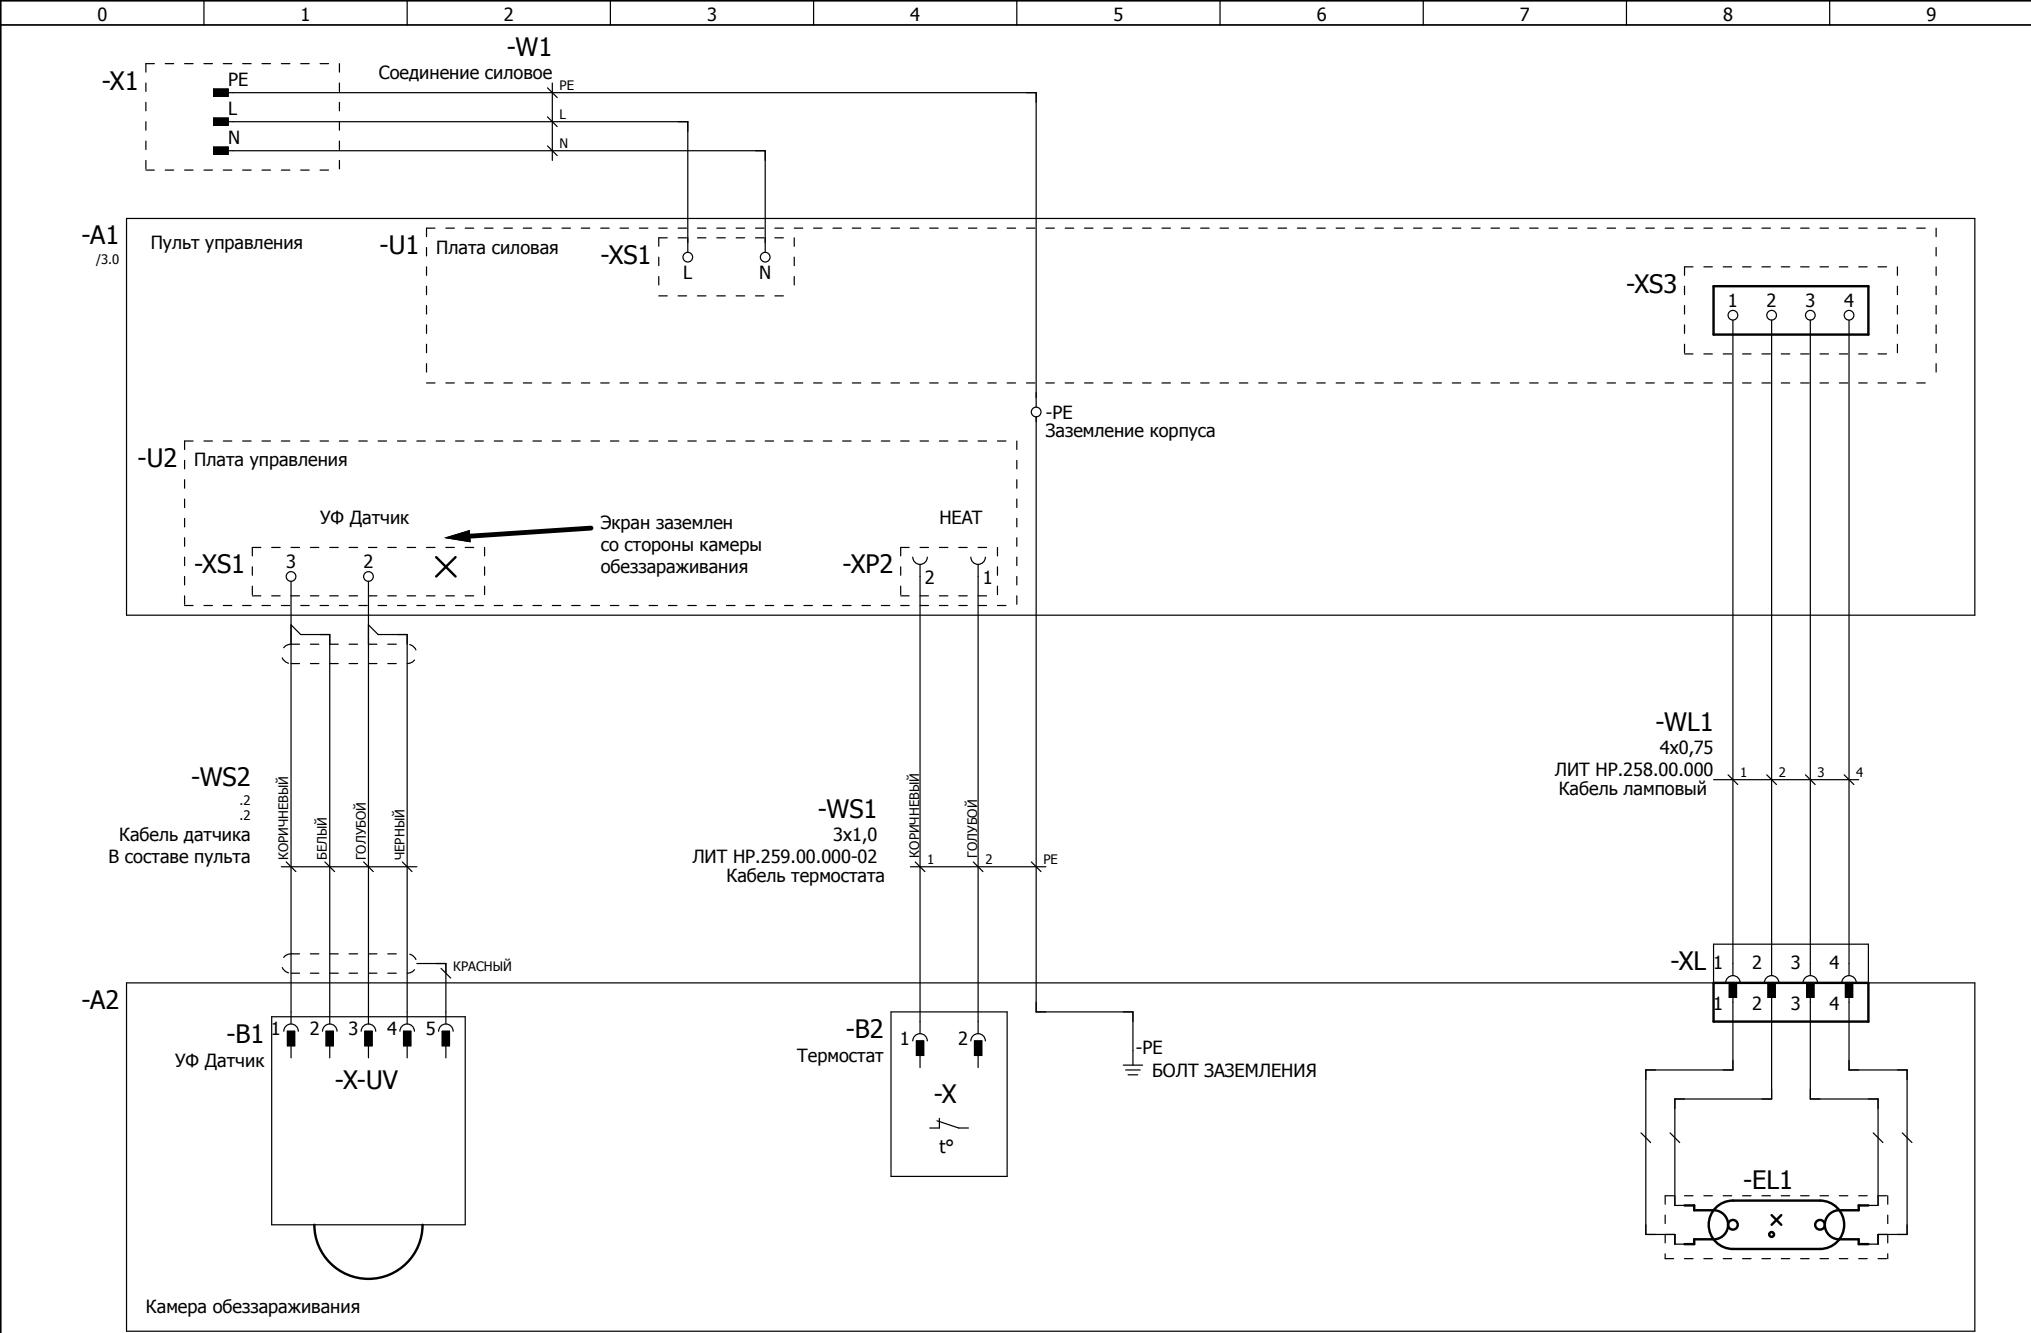 0 1 2 3 4 5 6 7 8 9
-W1
Соединение силовое
-X1
PE
PE
L
L
N
N
-A1
/3.0
Пульт управления
-U1
Плата силовая
-XS1
L N
-XS3
1 2 3 4
-PE
Заземление корпуса
-U2
Плата управления
УФ Датчик
Экран заземлен
со стороны камеры
обеззараживания
HEAT
-XS1
3 2
-XP2
2 1
-WS2
.2
.2
Кабель датчика
В составе пульта
КОРИЧНЕВЫЙ
БЕЛЫЙ
ГОЛУБОЙ
ЧЕРНЫЙ
-WS1
3x1,0
ЛИТ НР.259.00.000-02
Кабель термостата
КОРИЧНЕВЫЙ
ГОЛУБОЙ
1 2 PE
-WL1
4x0,75
ЛИТ НР.258.00.000
Кабель ламповый
1 2 3 4
КРАСНЫЙ
-XL
1 2 3 4
1 2 3 4
-A2
-B1
УФ Датчик
1 2 3 4 5
-X-UV
-B2
Термостат
1 2
-X
t°
-PE
БОЛТ ЗАЗЕМЛЕНИЯ
-EL1
Камера обеззараживания